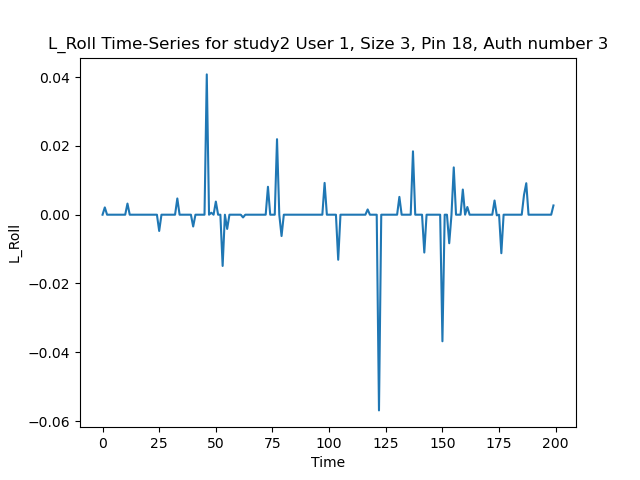 L_Roll Time-Series for study2 User 1, Size 3, Pin 18, Auth number 3
0.04
0.02
0.00
−0.02
−0.04
−0.06
L_Roll
0 25 50 75 100 125 150 175 200
Time